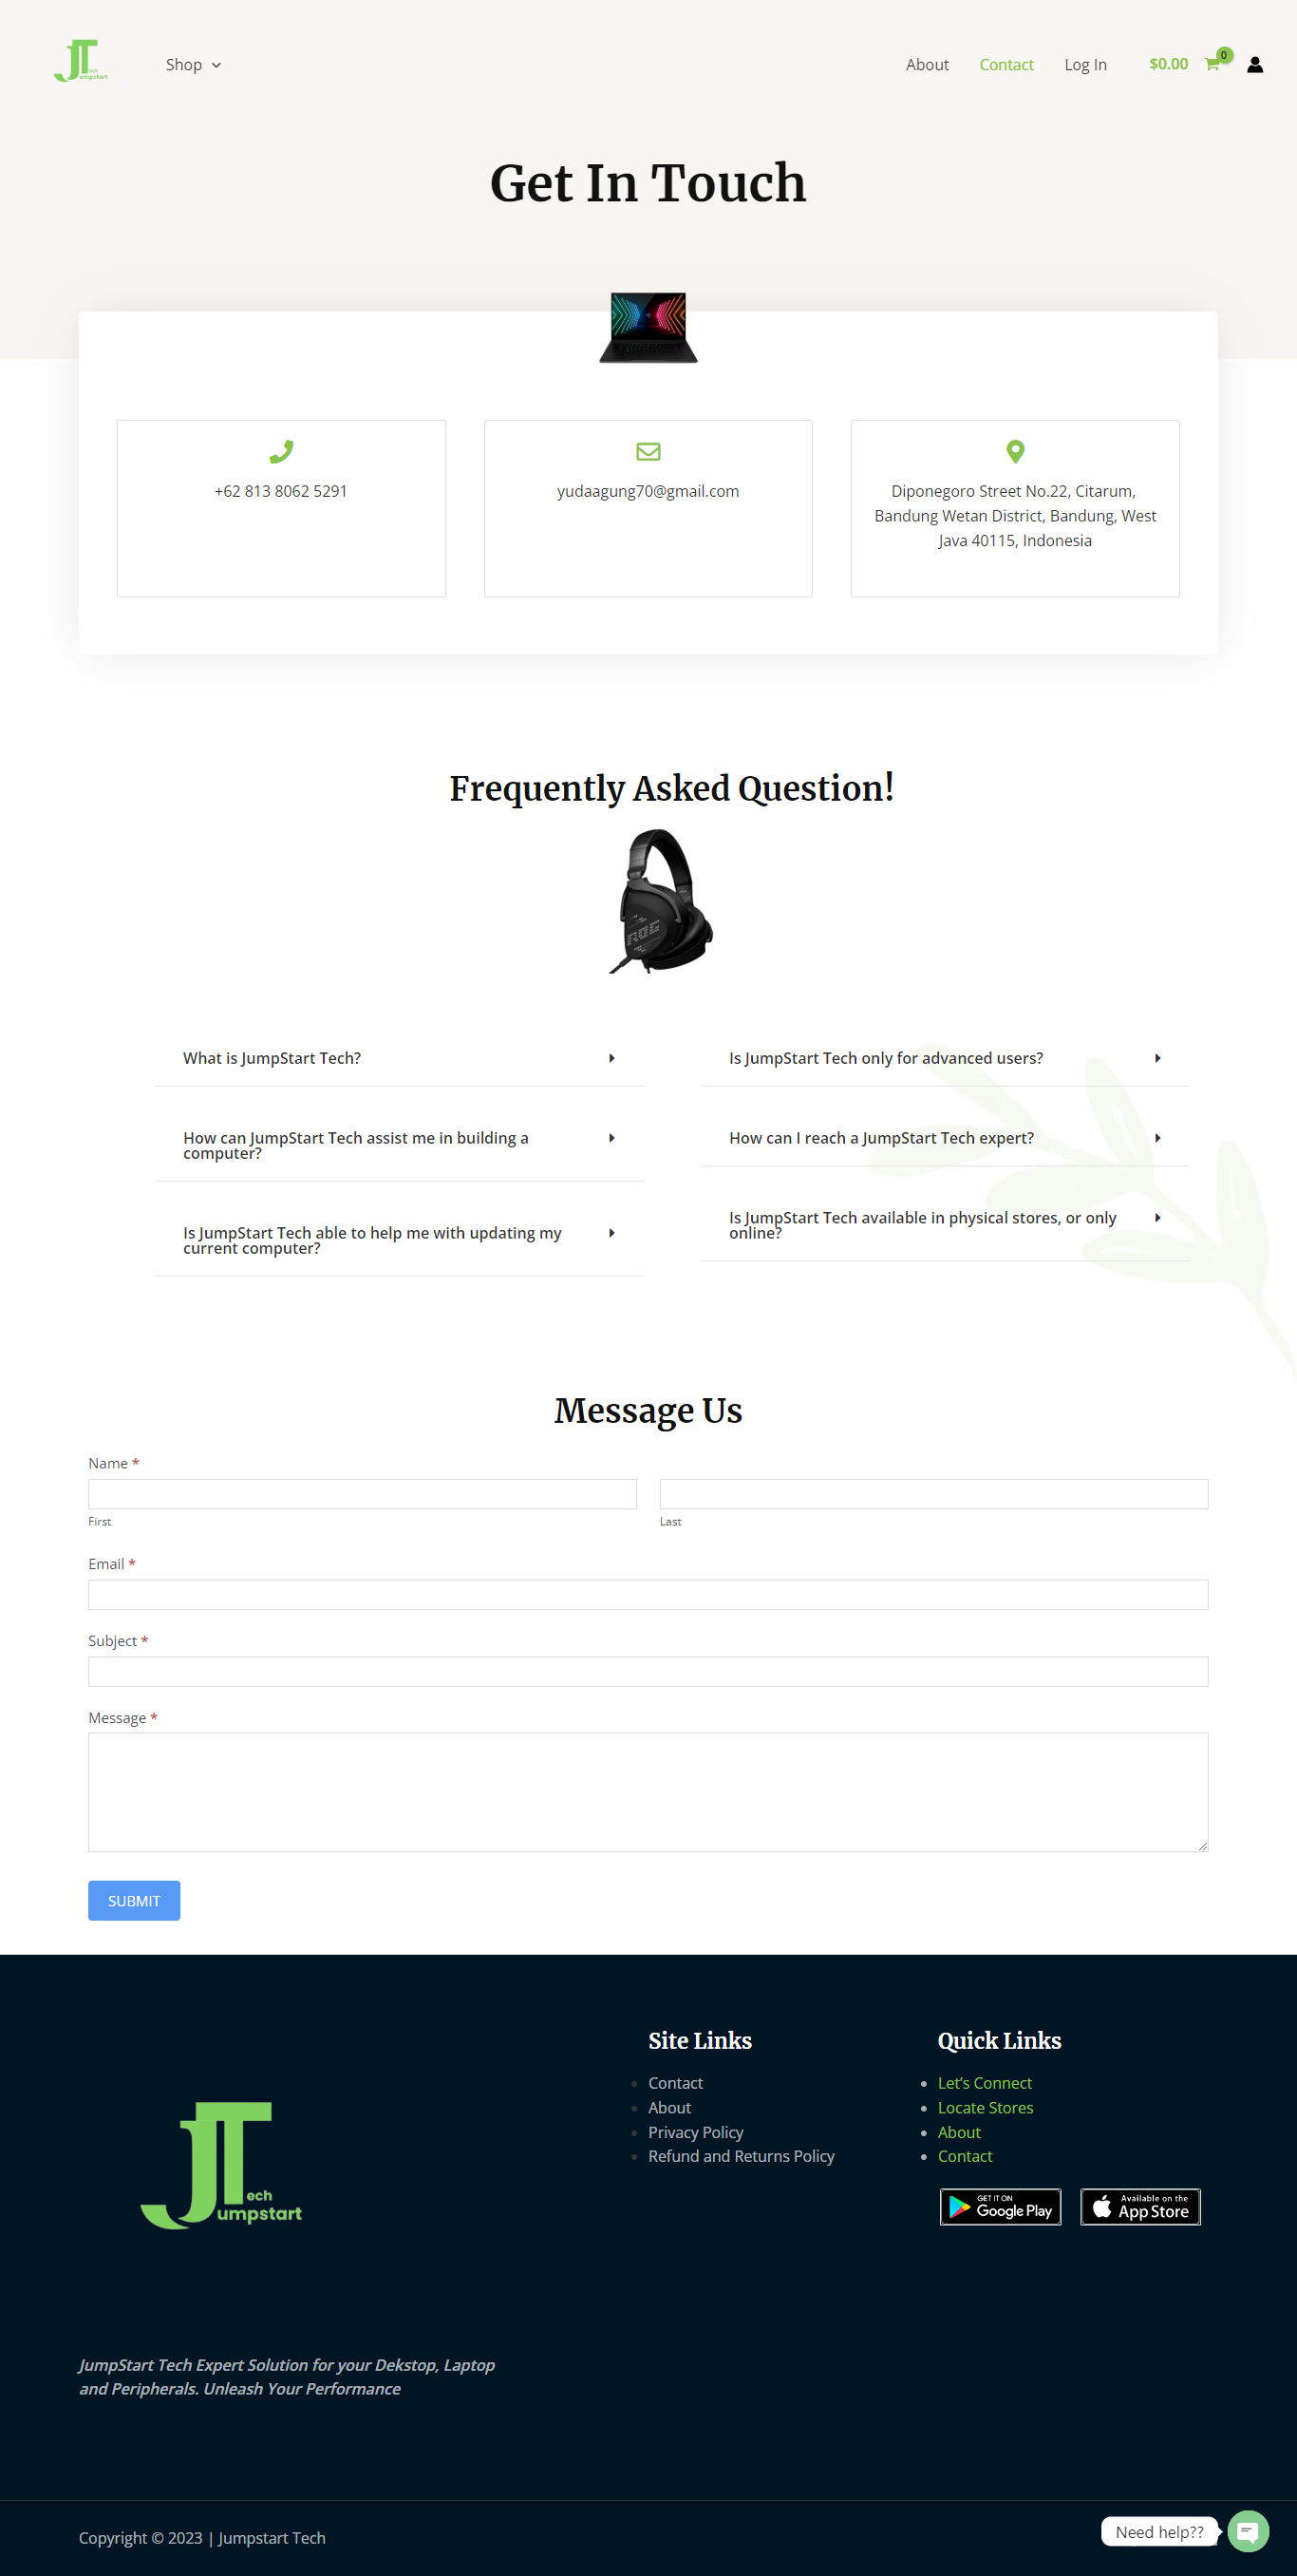 JT
ech
umpstart
Shop
About
Contact
Log In
$0.00
0
Get In Touch
+62 813 8062 5291
yudaagung70@gmail.com
Diponegoro Street No.22, Citarum,
Bandung Wetan District, Bandung, West
Java 40115, Indonesia
Frequently Asked Question!
What is JumpStart Tech?
How can JumpStart Tech assist me in building a
computer?
Is JumpStart Tech able to help me with updating my
current computer?
Is JumpStart Tech only for advanced users?
How can I reach a JumpStart Tech expert?
Is JumpStart Tech available in physical stores, or only
online?
Message Us
Name *
First
Last
Email *
Subject *
Message *
SUBMIT
JT
ech
umpstart
JumpStart Tech Expert Solution for your Dekstop, Laptop
and Peripherals. Unleash Your Performance
Site Links
Contact
About
Privacy Policy
Refund and Returns Policy
Quick Links
Let’s Connect
Locate Stores
About
Contact
GET IT ON
Google Play
Available on the
App Store
Copyright © 2023 | Jumpstart Tech
Need help??